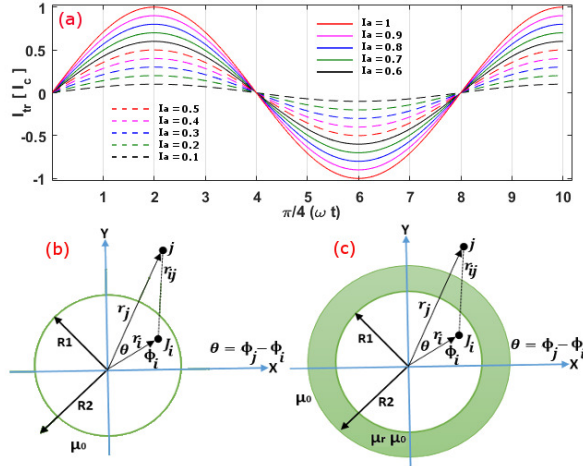 (a)
I_tr [ I_c ]
1
0.5
0
-0.5
-1
Ia = 1
Ia = 0.9
Ia = 0.8
Ia = 0.7
Ia = 0.6
Ia = 0.5
Ia = 0.4
Ia = 0.3
Ia = 0.2
Ia = 0.1
1 2 3 4 5 6 7 8 9 10
π/4 (ω t)
(b)
Y
j
r_ij
r_j
R1
r_i J_i
θ ϕ_i
θ = ϕ_j − ϕ_i
X
R2
μ₀
(c)
Y
j
r_ij
r_j
R1
r_i J_i
θ ϕ_i
θ = ϕ_j − ϕ_i
X
μ₀
R2
μ_r μ₀